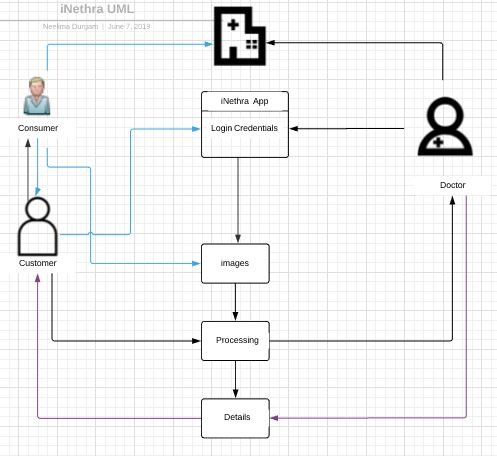 iNethra UML
Neelima Durgam | June 7, 2019
iNethra App
Consumer
Login Credentials
Doctor
images
Customer
Processing
Details